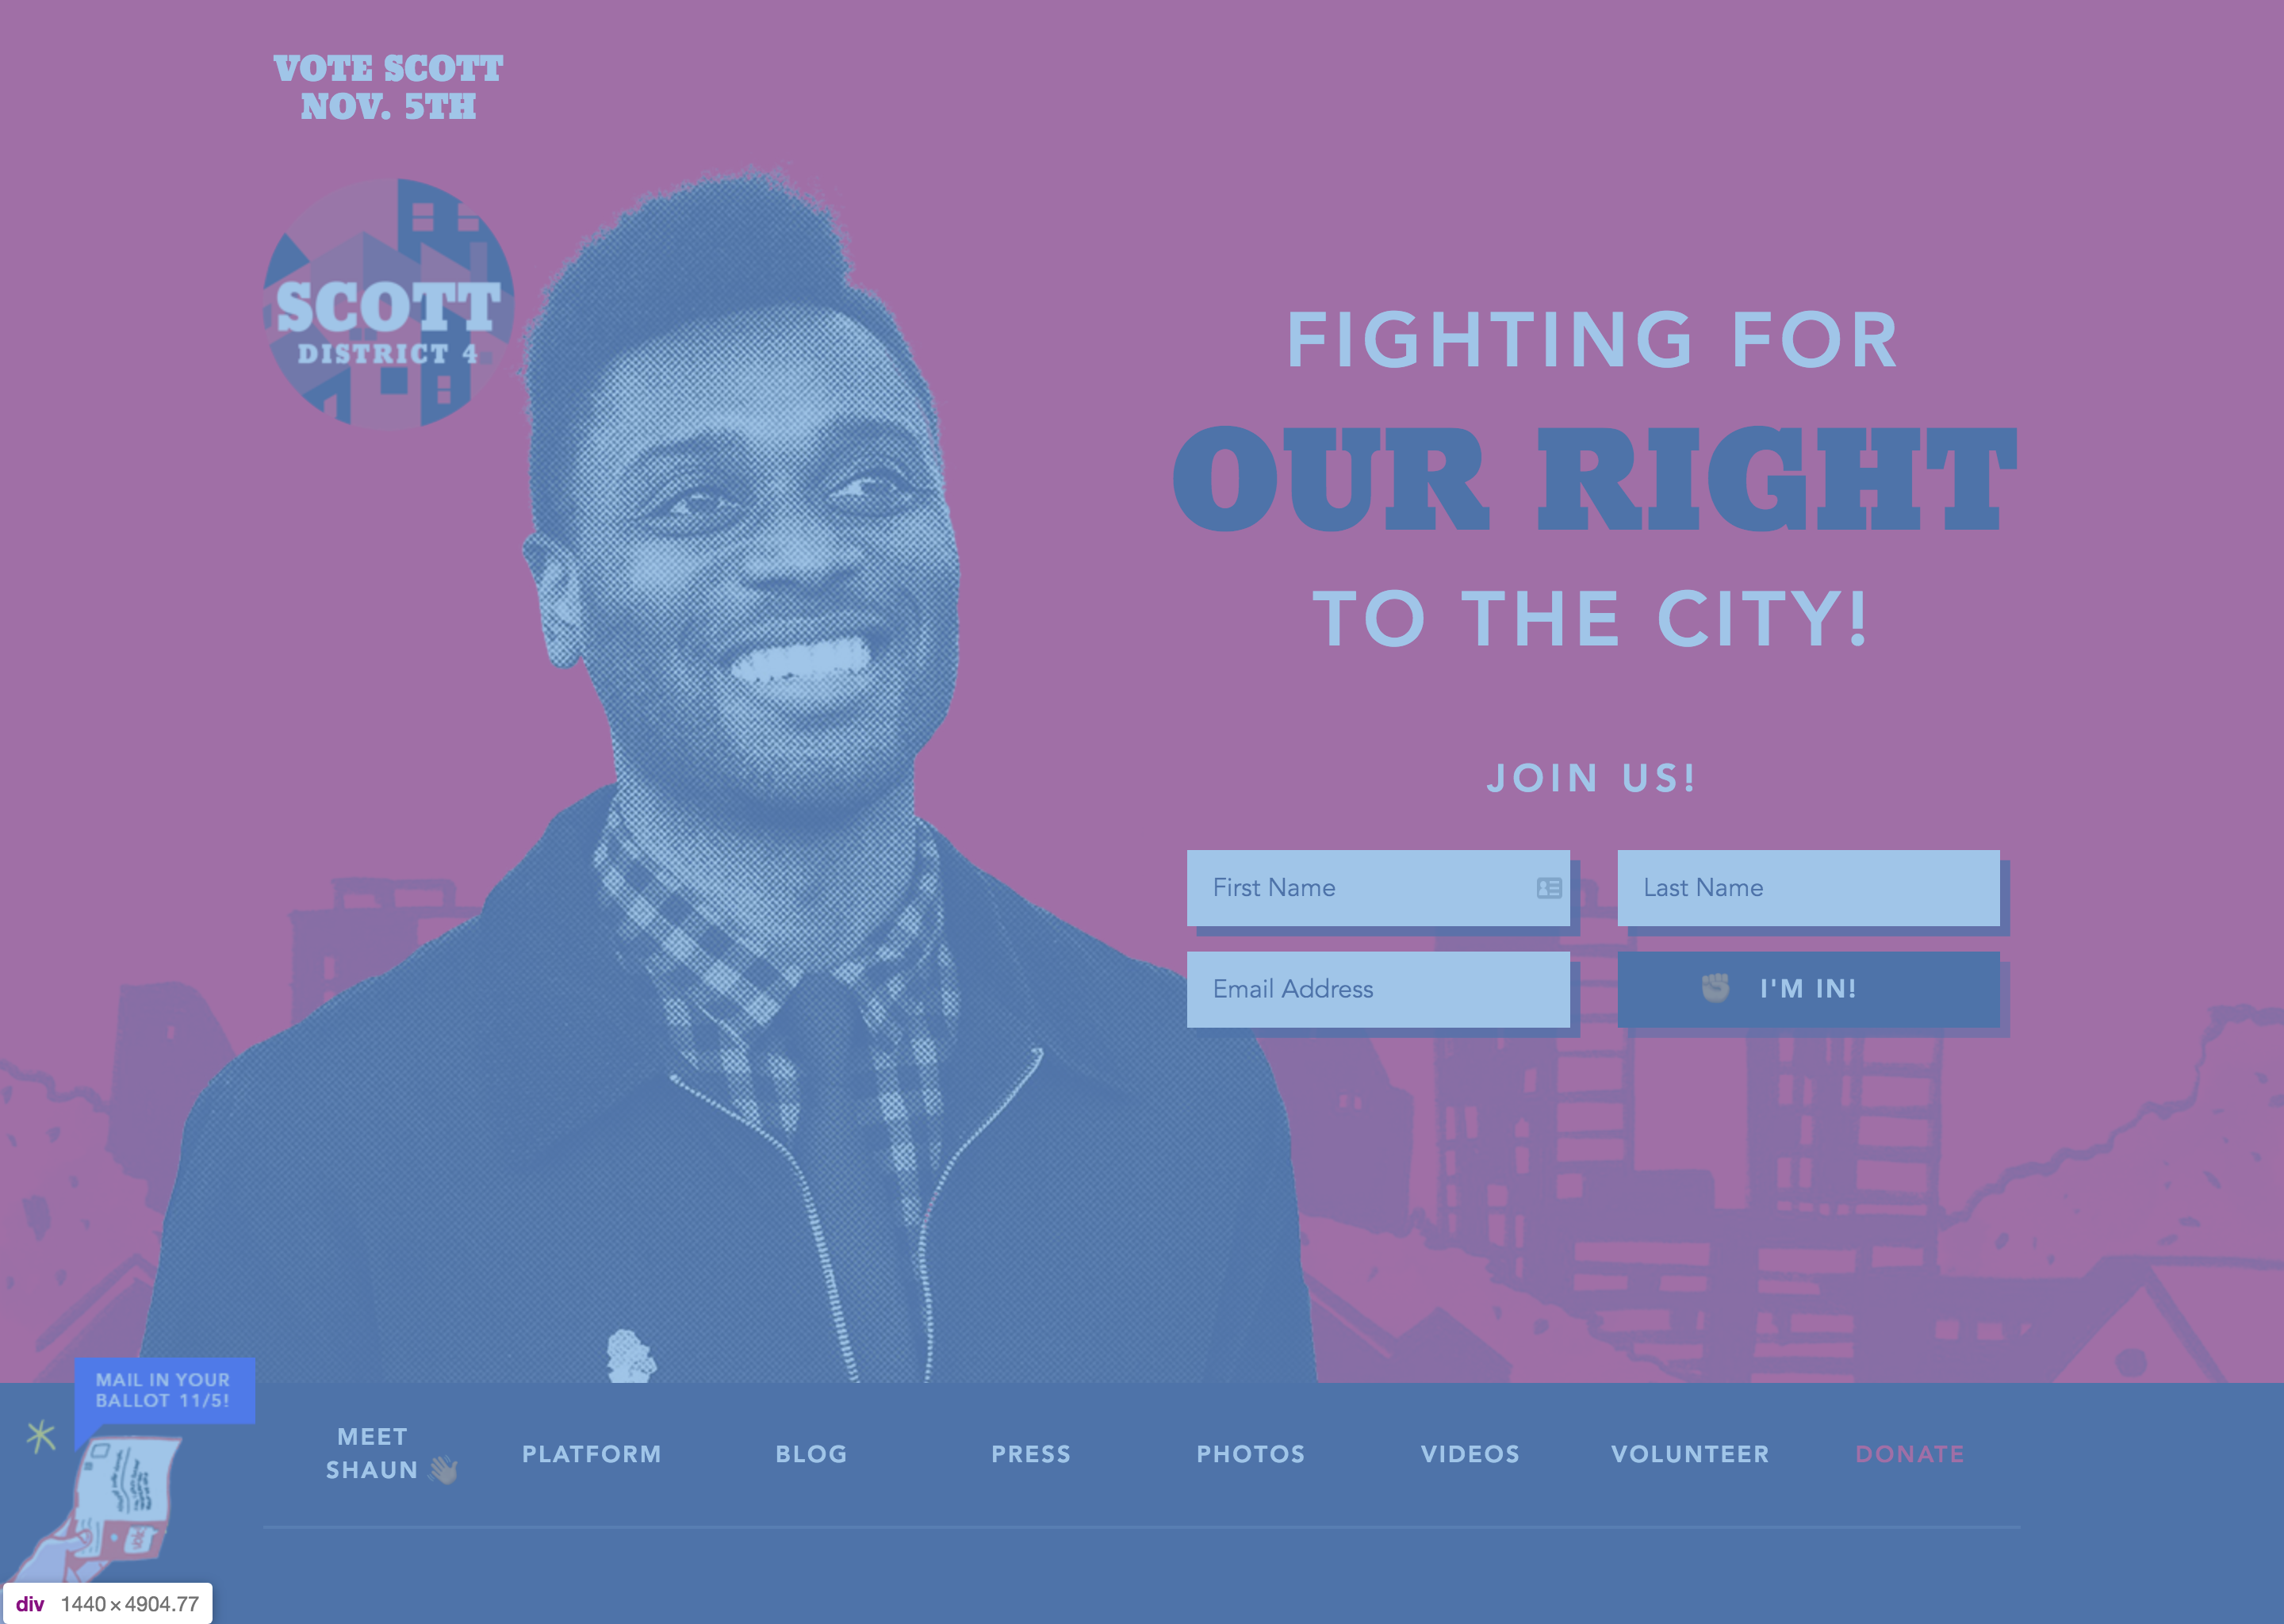 VOTE SCOTT
NOV. 5TH
SCOTT
DISTRICT 4
FIGHTING FOR
OUR RIGHT
TO THE CITY!
JOIN US!
First Name
Last Name
Email Address
I'M IN!
MAIL IN YOUR
BALLOT 11/5!
MEET
SHAUN
PLATFORM
BLOG
PRESS
PHOTOS
VIDEOS
VOLUNTEER
DONATE
div 1440×4904.77